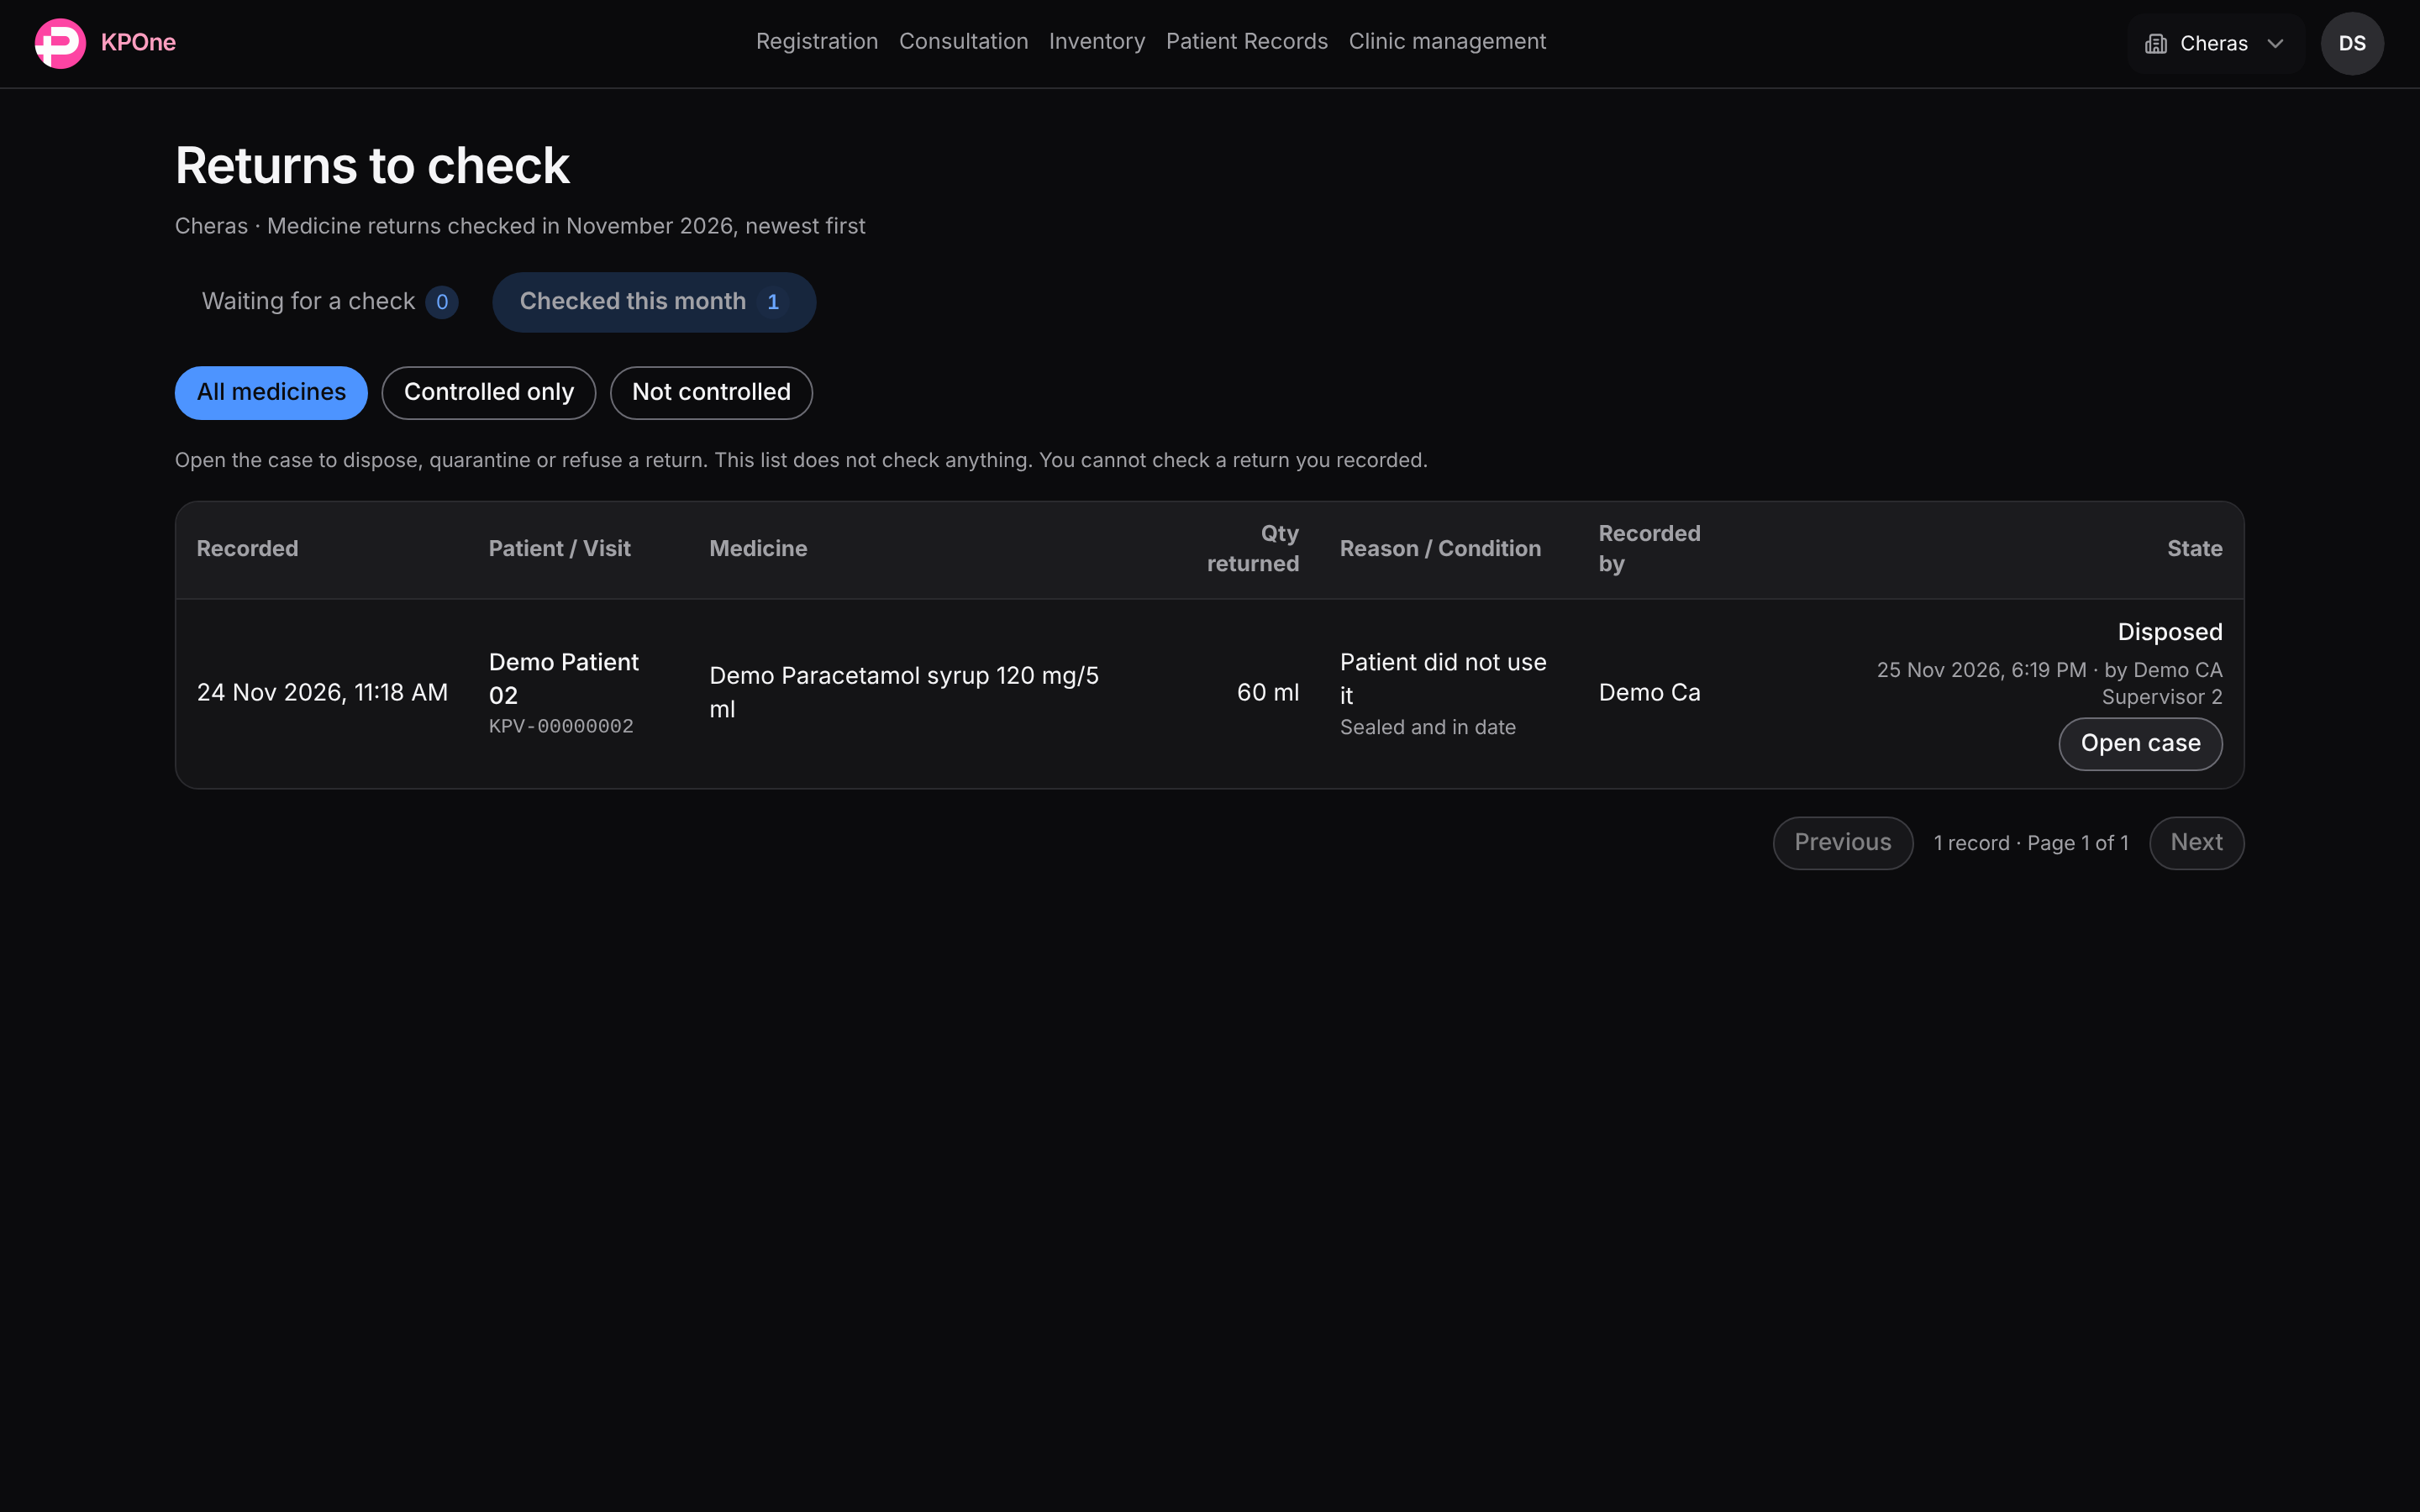 KPOne
Registration
Consultation
Inventory
Patient Records
Clinic management
Cheras
DS
Returns to check
Cheras · Medicine returns checked in November 2026, newest first
Waiting for a check 0
Checked this month 1
All medicines
Controlled only
Not controlled
Open the case to dispose, quarantine or refuse a return. This list does not check anything. You cannot check a return you recorded.
Recorded
Patient / Visit
Medicine
Qty
returned
Reason / Condition
Recorded
by
State
24 Nov 2026, 11:18 AM
Demo Patient
02
KPV-00000002
Demo Paracetamol syrup 120 mg/5
ml
60 ml
Patient did not use
it
Sealed and in date
Demo Ca
Disposed
25 Nov 2026, 6:19 PM · by Demo CA
Supervisor 2
Open case
Previous
1 record · Page 1 of 1
Next